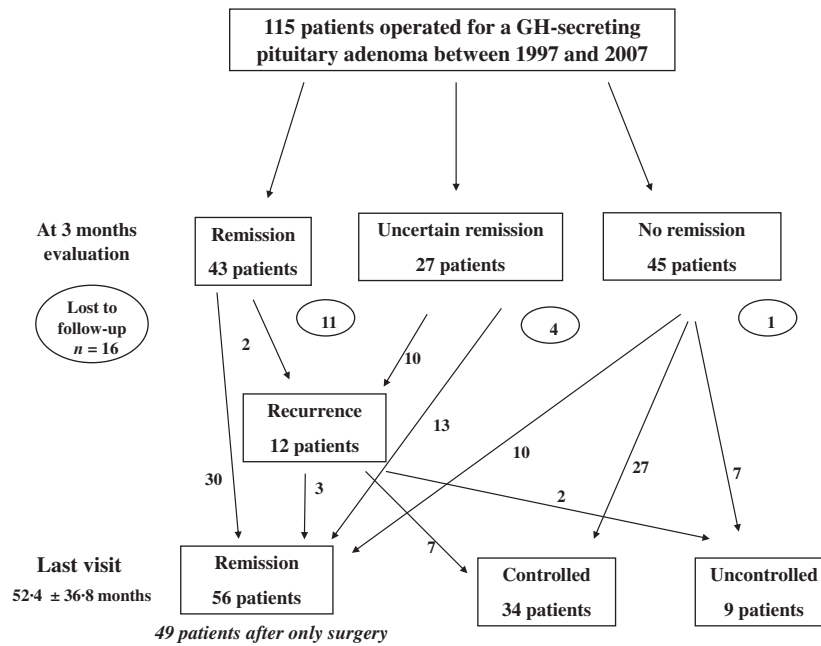 115 patients operated for a GH-secreting
pituitary adenoma between 1997 and 2007
At 3 months
evaluation
Remission
43 patients
Uncertain remission
27 patients
No remission
45 patients
Lost to
follow-up
n = 16
11
4
1
2
10
Recurrence
12 patients
30
3
13
10
27
7
7
2
Last visit
52·4 ± 36·8 months
Remission
56 patients
Controlled
34 patients
Uncontrolled
9 patients
49 patients after only surgery